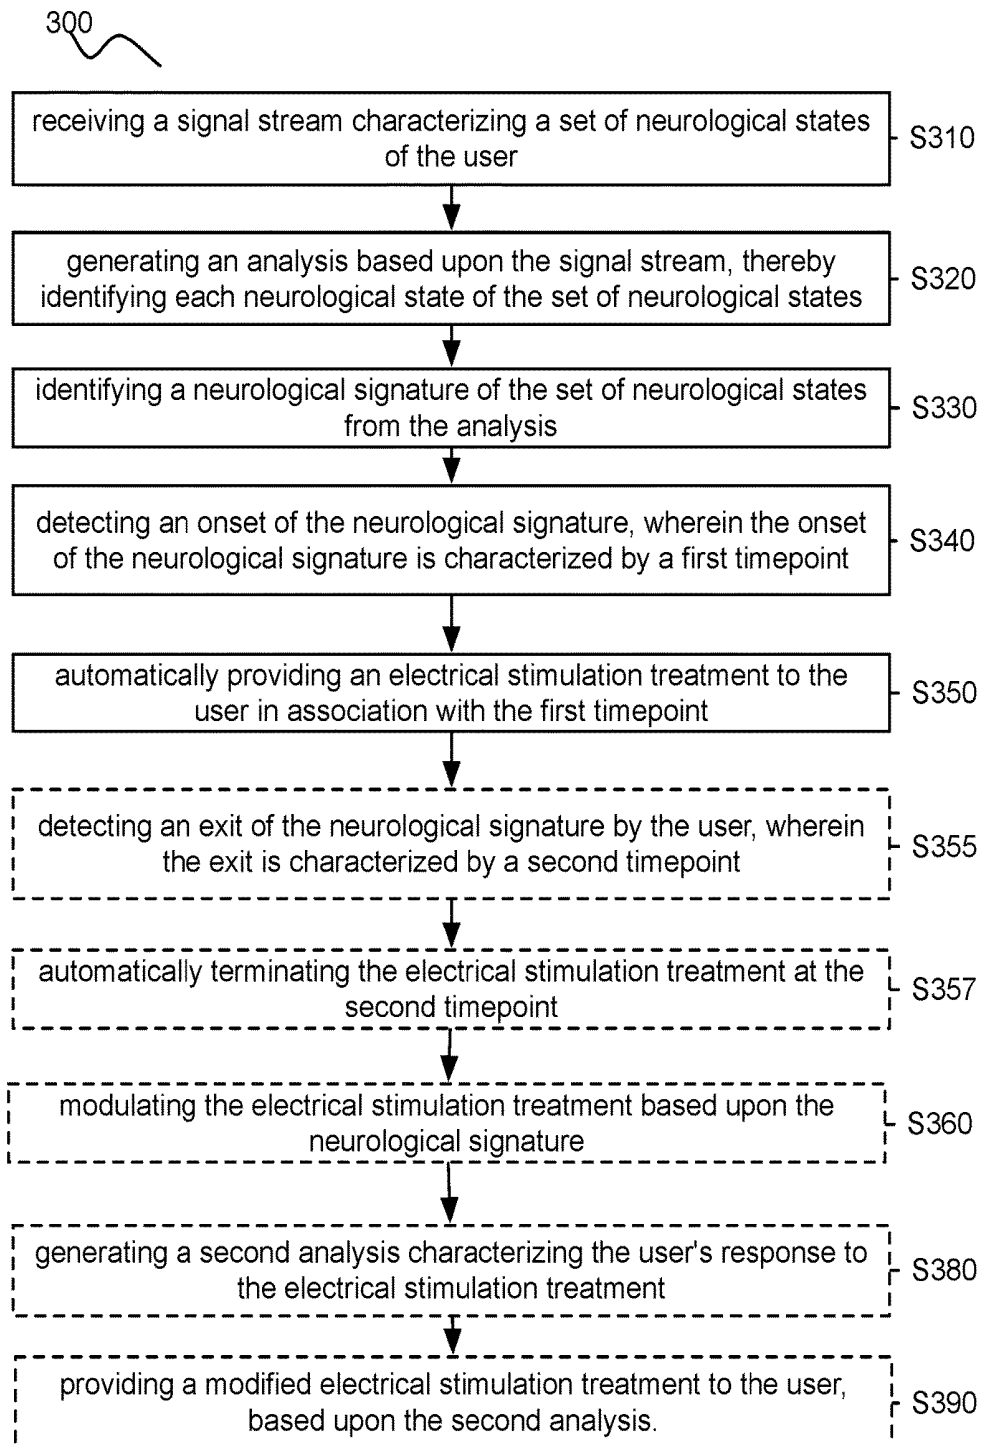 300
receiving a signal stream characterizing a set of neurological states
of the user
S310
generating an analysis based upon the signal stream, thereby
identifying each neurological state of the set of neurological states
S320
identifying a neurological signature of the set of neurological states
from the analysis
S330
detecting an onset of the neurological signature, wherein the onset
of the neurological signature is characterized by a first timepoint
S340
automatically providing an electrical stimulation treatment to the
user in association with the first timepoint
S350
detecting an exit of the neurological signature by the user, wherein
the exit is characterized by a second timepoint
S355
automatically terminating the electrical stimulation treatment at the
second timepoint
S357
modulating the electrical stimulation treatment based upon the
neurological signature
S360
generating a second analysis characterizing the user's response to
the electrical stimulation treatment
S380
providing a modified electrical stimulation treatment to the user,
based upon the second analysis.
S390